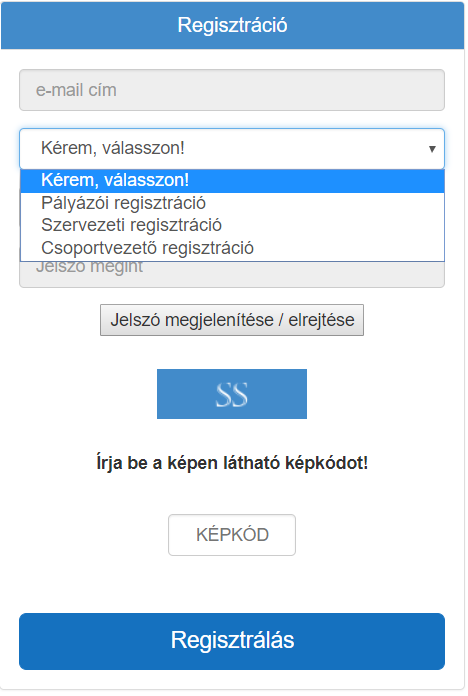 Regisztráció
e-mail cím
Kérem, válasszon!
Kérem, válasszon!
Pályázói regisztráció
Szervezeti regisztráció
Csoportvezető regisztráció
Jelszó megint
Jelszó megjelenítése / elrejtése
SS
Írja be a képen látható képkódot!
KÉPKÓD
Regisztrálás